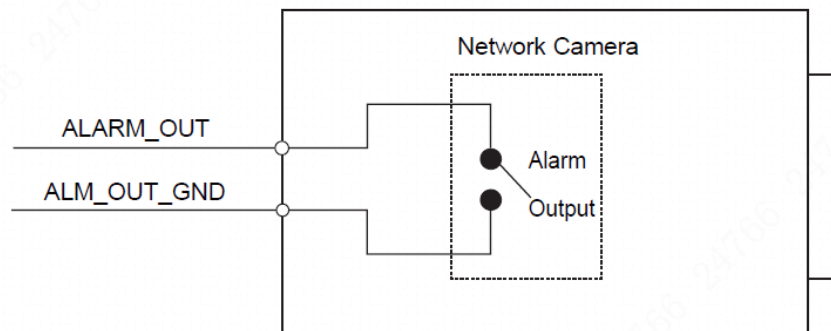 Network Camera
ALARM_OUT
Alarm
ALM_OUT_GND
Output